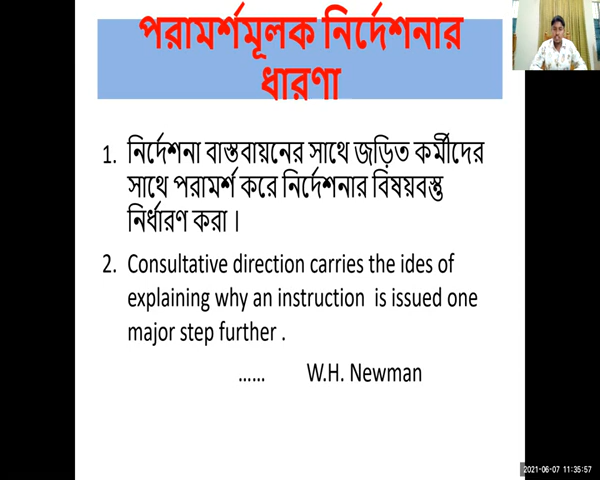 পরামর্শমূলক নির্দেশনার
ধারণা
1. নির্দেশনা বাস্তবায়নের সাথে জড়িত কর্মীদের
সাথে পরামর্শ করে নির্দেশনার বিষয়বস্তু
নির্ধারণ করা ।
2. Consultative direction carries the ides of
explaining why an instruction is issued one
major step further .
...... W.H. Newman
2021-06-07 11:35:57